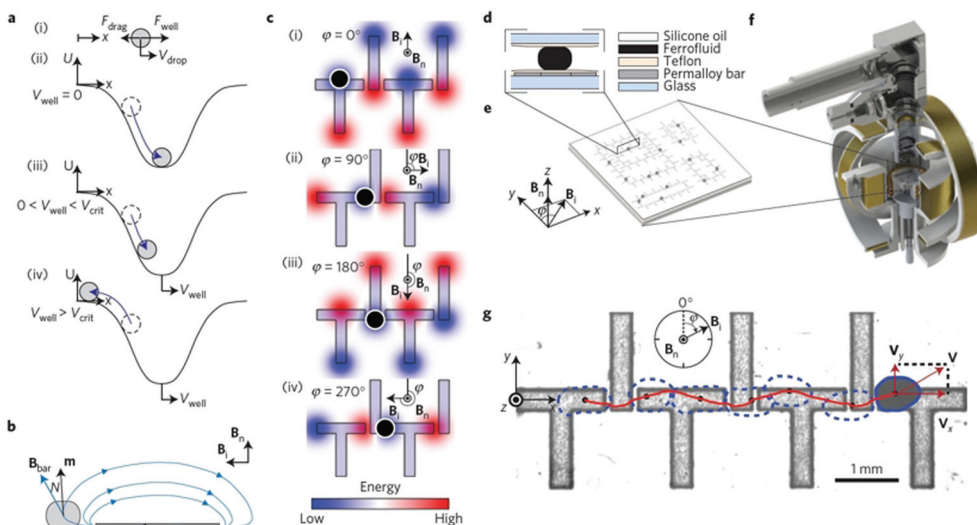 a
(i)
F_drag
F_well
x
V_drop
(ii)
U
x
V_well = 0
(iii)
U
x
0 < V_well < V_crit
V_well
(iv)
U
x
V_well > V_crit
V_well
b
B_bar
m
N
B_n
B_i
c
(i)
φ = 0°
B_i
B_n
(ii)
φ = 90°
φ
B_i
B_n
(iii)
φ = 180°
φ
B_i
B_n
(iv)
φ = 270°
φ
B_i
B_n
Energy
Low
High
d
Silicone oil
Ferrofluid
Teflon
Permalloy bar
Glass
e
z
B_n
B_i
y
φ
x
f
g
0°
φ
B_i
B_n
y
z
x
V_y
V
V_x
1 mm